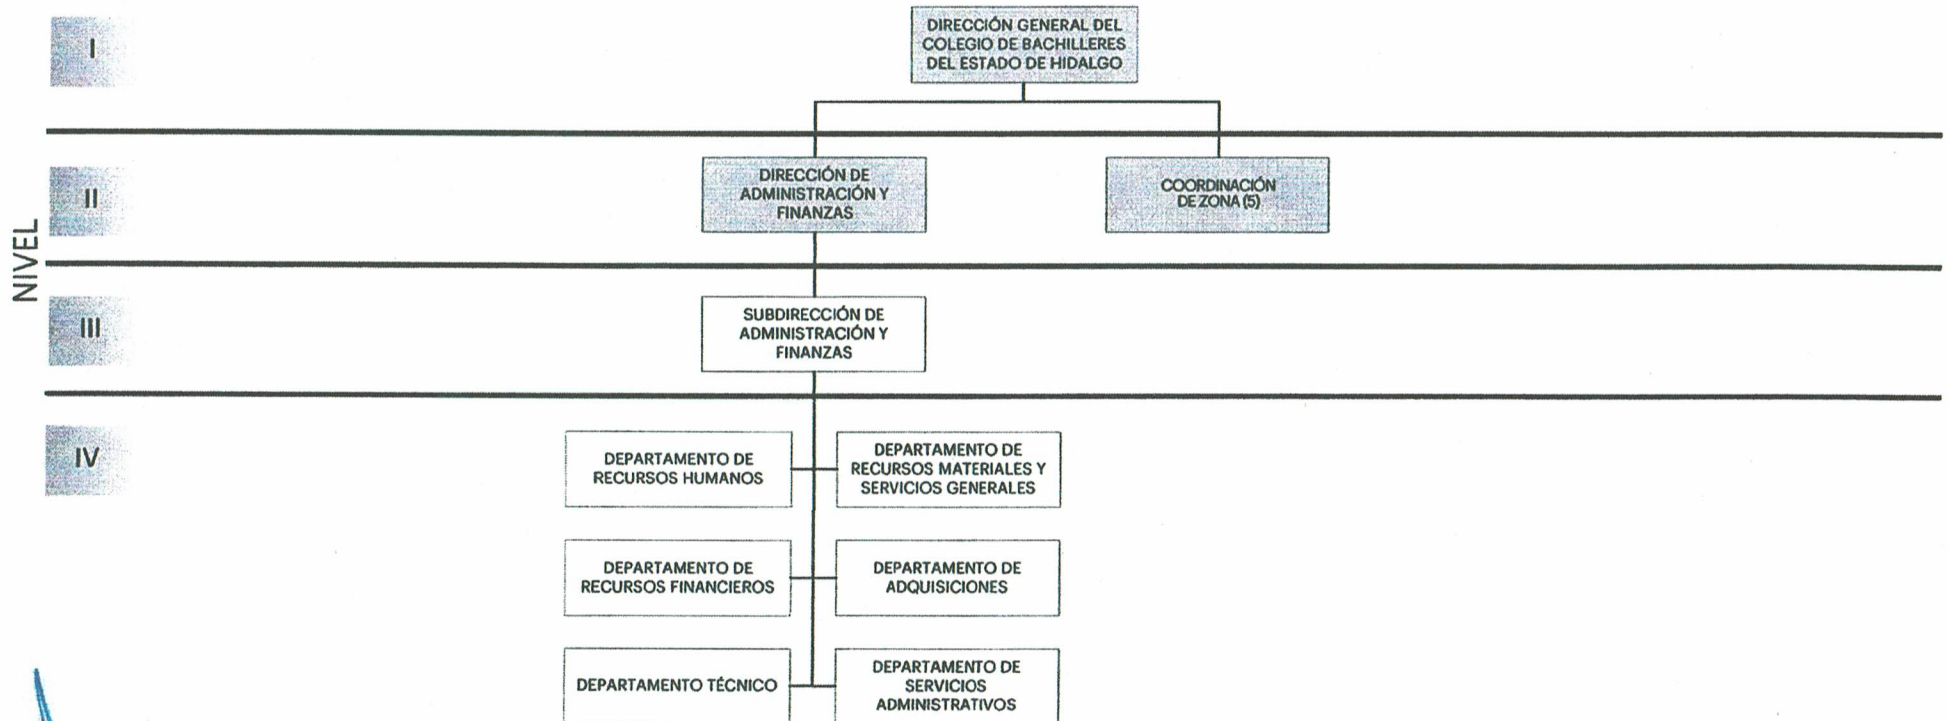 NIVEL
I
DIRECCIÓN GENERAL DEL
COLEGIO DE BACHILLERES
DEL ESTADO DE HIDALGO
II
DIRECCIÓN DE
ADMINISTRACIÓN Y
FINANZAS
COORDINACIÓN
DE ZONA (5)
III
SUBDIRECCIÓN DE
ADMINISTRACIÓN Y
FINANZAS
IV
DEPARTAMENTO DE
RECURSOS HUMANOS
DEPARTAMENTO DE
RECURSOS MATERIALES Y
SERVICIOS GENERALES
DEPARTAMENTO DE
RECURSOS FINANCIEROS
DEPARTAMENTO DE
ADQUISICIONES
DEPARTAMENTO TÉCNICO
DEPARTAMENTO DE
SERVICIOS
ADMINISTRATIVOS